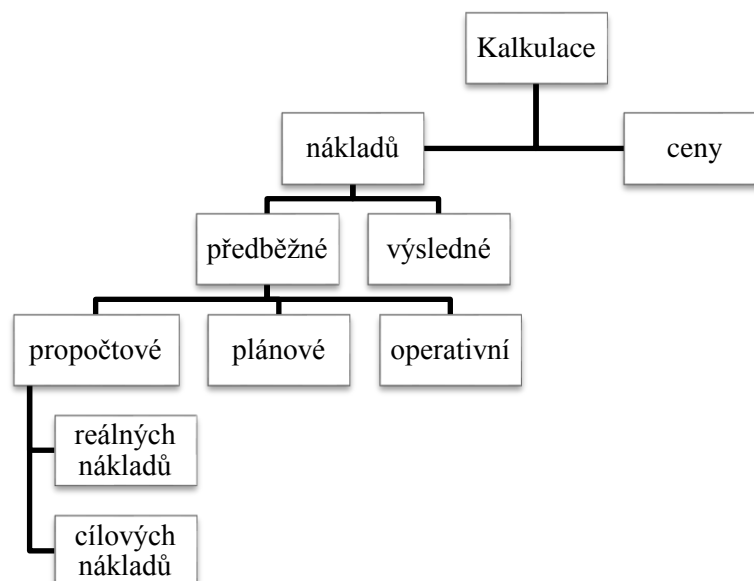 Kalkulace
nákladů
ceny
předběžné
výsledné
propočtové
plánové
operativní
reálných
nákladů
cílových
nákladů